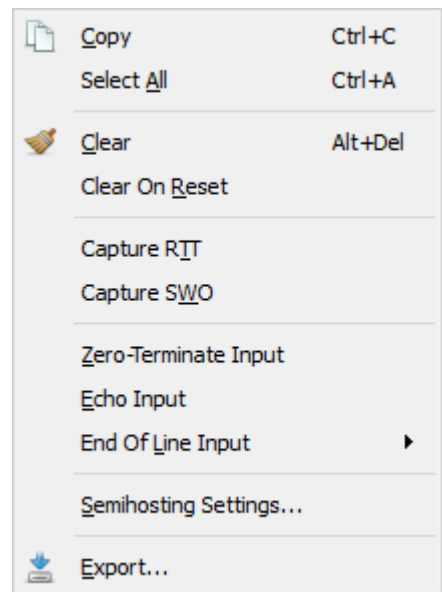 Copy Ctrl+C
Select All Ctrl+A
Clear Alt+Del
Clear On Reset
Capture RTT
Capture SWO
Zero-Terminate Input
Echo Input
End Of Line Input
Semihosting Settings...
Export...